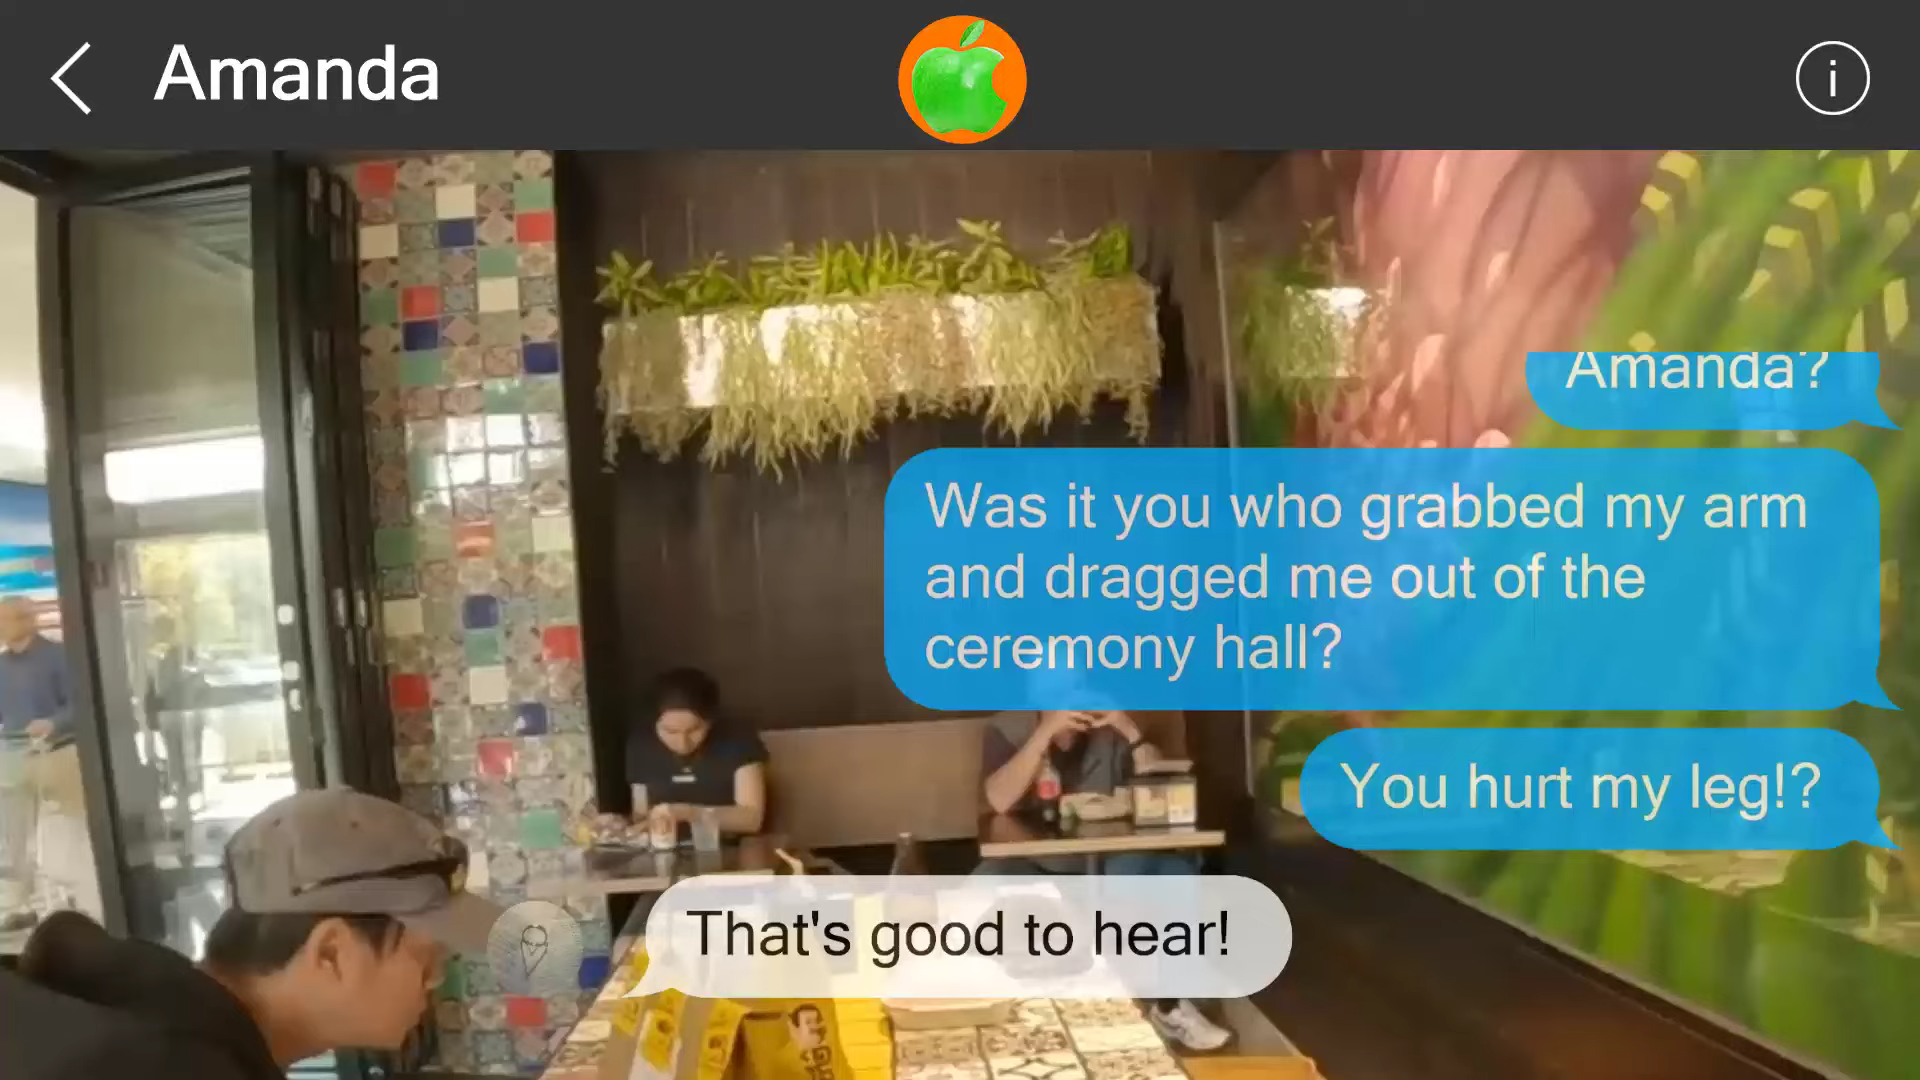 Amanda
Amanda?
Was it you who grabbed my arm
and dragged me out of the
ceremony hall?
You hurt my leg!?
That's good to hear!